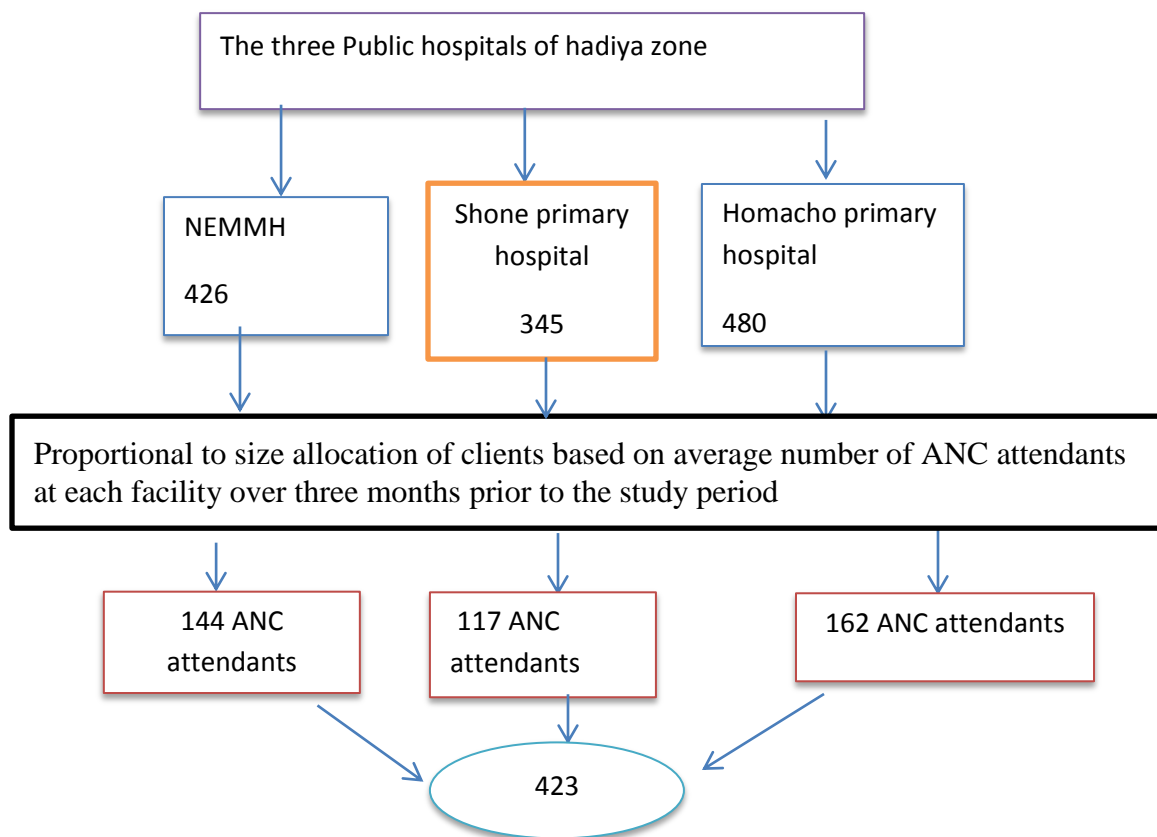 The three Public hospitals of hadiya zone
NEMMH
426
Shone primary
hospital
345
Homacho primary
hospital
480
Proportional to size allocation of clients based on average number of ANC attendants
at each facility over three months prior to the study period
144 ANC
attendants
117 ANC
attendants
162 ANC attendants
423